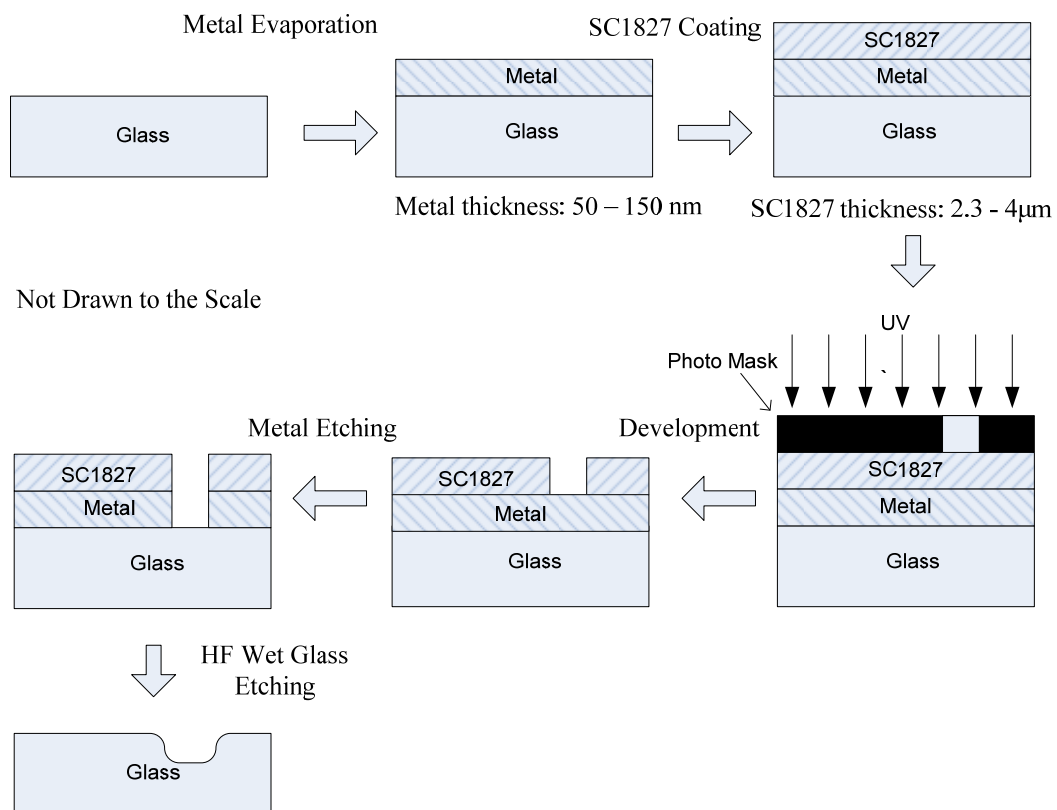 Metal Evaporation
SC1827 Coating
Glass
Metal
Glass
SC1827
Metal
Glass
Metal thickness: 50 – 150 nm
SC1827 thickness: 2.3 - 4μm
Not Drawn to the Scale
UV
`
Photo Mask
Development
SC1827
Metal
Glass
Metal Etching
SC1827
Metal
Glass
SC1827
Metal
Glass
HF Wet Glass
Etching
Glass